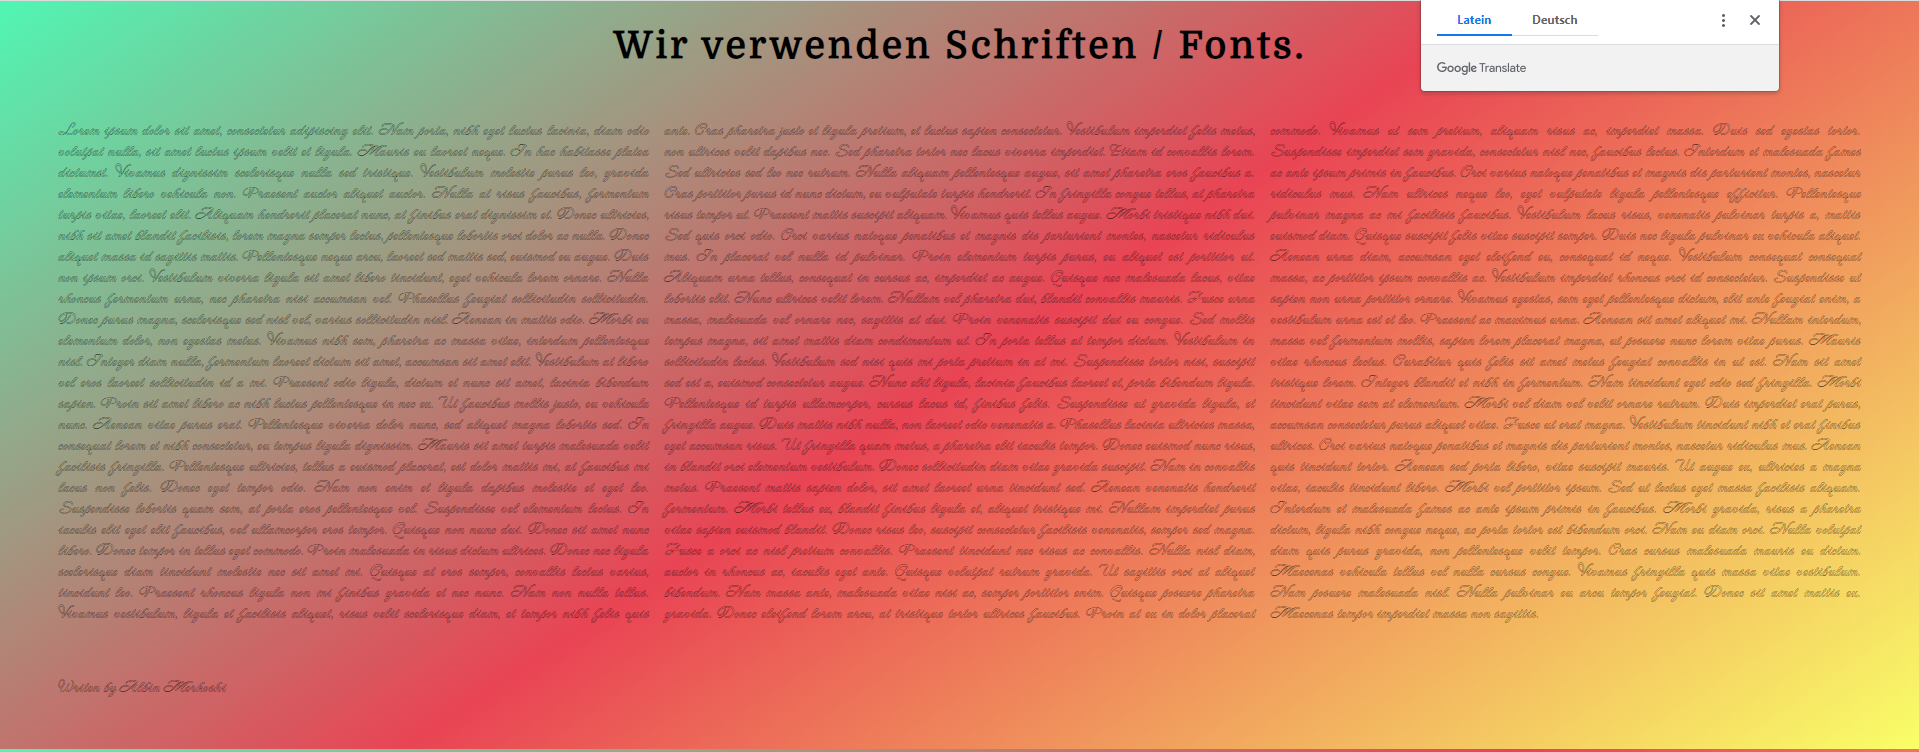 Wir verwenden Schriften / Fonts.
Latein Deutsch
Google Translate
Lorem ipsum dolor sit amet, consectetur adipiscing elit. Nam porta, nibh eget luctus lacinia, diam odio
volutpat nulla, sit amet luctus ipsum velit et ligula. Mauris eu laoreet neque. In hac habitasse platea
dictumst. Vivamus dignissim scelerisque nulla sed tristique. Vestibulum molestie purus leo, gravida
elementum libero vehicula non. Praesent auctor aliquet auctor. Nulla at risus faucibus, fermentum
turpis vitae, laoreet elit. Aliquam hendrerit placerat nunc, at finibus erat dignissim et. Donec ultricies,
nibh sit amet blandit facilisis, lorem magna semper lectus, pellentesque lobortis orci dolor ac nulla. Donec
aliquet massa id sagittis mattis. Pellentesque neque arcu, laoreet sed mattis sed, euismod eu augue. Duis
non ipsum orci. Vestibulum viverra ligula sit amet libero tincidunt, eget vehicula lorem ornare. Nulla
rhoncus fermentum urna, nec pharetra nisi accumsan vel. Phasellus feugiat sollicitudin sollicitudin.
Donec purus magna, scelerisque sed nisl vel, varius sollicitudin nisl. Aenean in mattis odio. Morbi eu
elementum dolor, non egestas metus. Vivamus nibh sem, pharetra ac massa vitae, interdum pellentesque
nisl. Integer diam nulla, fermentum laoreet dictum sit amet, accumsan sit amet elit. Vestibulum at libero
vel eros laoreet sollicitudin id a mi. Praesent odio ligula, dictum et nunc sit amet, lacinia bibendum
sapien. Proin sit amet libero ac nibh luctus pellentesque in nec ex. Ut faucibus mollis justo, eu vehicula
nunc. Aenean vitae purus erat. Pellentesque viverra dolor nunc, sed aliquet magna lobortis sed. In
consequat lorem et nibh consectetur, eu tempus ligula dignissim. Mauris sit amet turpis malesuada velit
facilisis fringilla. Pellentesque ultricies, tellus a euismod placerat, est dolor mattis mi, at faucibus mi
lacus non felis. Donec eget tempor odio. Nam non enim et ligula dapibus molestie et eget leo.
Suspendisse lobortis quam sem, at porta eros pellentesque vel. Suspendisse vel elementum lectus. In
iaculis elit eget elit faucibus, vel ullamcorper eros tempor. Quisque non nunc dui. Donec sit amet nunc
libero. Donec tempor in tellus eget commodo. Proin malesuada in risus dictum ultrices. Donec nec ligula
scelerisque diam tincidunt molestie nec sit amet mi. Quisque at eros semper, convallis lectus varius,
tincidunt leo. Praesent rhoncus ligula non mi finibus gravida et nec nunc. Nam non nulla tellus.
Vivamus vestibulum, ligula et facilisis aliquet, risus velit scelerisque diam, et tempor nibh felis quis
ante. Cras pharetra justo et ligula pretium, et luctus sapien consectetur. Vestibulum imperdiet felis metus,
non ultrices velit dapibus nec. Sed pharetra tortor nec lacus viverra imperdiet. Etiam id convallis lorem.
Sed ultricies sed leo nec rutrum. Nulla aliquam pellentesque augue, sit amet pharetra eros faucibus a.
Cras porttitor purus id nunc dictum, eu vulputate turpis hendrerit. In fringilla congue tellus, at pharetra
risus tempor ut. Praesent mattis suscipit aliquam. Vivamus quis tellus augue. Morbi tristique nibh dui.
Sed quis orci odio. Orci varius natoque penatibus et magnis dis parturient montes, nascetur ridiculus
mus. In placerat vel nulla id pulvinar. Proin elementum turpis purus, eu aliquet est porttitor ut.
Aliquam urna tellus, consequat in cursus ac, imperdiet ac augue. Quisque nec malesuada lacus, vitae
lobortis elit. Nunc ultrices velit lorem. Nullam vel pharetra dui, blandit convallis mauris. Fusce urna
massa, malesuada vel ornare nec, sagittis at dui. Proin venenatis suscipit dui eu congue. Sed mollis
tempus magna, sit amet mattis diam condimentum ut. In porta tellus at tempor dictum. Vestibulum in
sollicitudin lectus. Vestibulum sed nisi quis mi porta pretium in at mi. Suspendisse tortor nisi, suscipit
sed est a, euismod consectetur augue. Nunc elit ligula, lacinia faucibus laoreet et, porta bibendum ligula.
Pellentesque id turpis ullamcorper, cursus lacus id, finibus felis. Suspendisse ut gravida ligula, et
fringilla augue. Duis mattis nibh nulla, non laoreet odio venenatis a. Phasellus lacinia ultricies massa,
eget accumsan risus. Ut fringilla quam metus, a pharetra elit iaculis tempor. Donec euismod nunc risus,
in blandit orci elementum vestibulum. Donec sollicitudin diam vitae gravida suscipit. Nam in convallis
metus. Praesent mattis sapien dolor, sit amet laoreet urna tincidunt sed. Aenean venenatis hendrerit
fermentum. Morbi tellus ex, blandit finibus ligula et, aliquet tristique mi. Nullam imperdiet purus
vitae sapien euismod blandit. Donec risus leo, suscipit consectetur facilisis venenatis, semper sed magna.
Fusce a orci ac nisl pretium convallis. Praesent tincidunt nec risus ac convallis. Nulla nisl diam,
auctor in rhoncus ac, iaculis eget ante. Quisque volutpat rutrum gravida. Ut sagittis orci at aliquet
bibendum. Nam massa ante, malesuada vitae nisi ac, semper porttitor enim. Quisque posuere pharetra
gravida. Donec eleifend lorem arcu, at tristique tortor ultrices faucibus. Proin at ex in dolor placerat
commodo. Vivamus ut sem pretium, aliquam risus ac, imperdiet massa. Duis sed egestas tortor.
Suspendisse imperdiet sem gravida, consectetur nisl nec, faucibus lectus. Interdum et malesuada fames
ac ante ipsum primis in faucibus. Orci varius natoque penatibus et magnis dis parturient montes, nascetur
ridiculus mus. Nam ultrices neque leo, eget vulputate ligula pellentesque efficitur. Pellentesque
pulvinar magna ac mi facilisis faucibus. Vestibulum lacus risus, venenatis pulvinar turpis a, mattis
euismod diam. Quisque suscipit felis vitae suscipit semper. Duis nec ligula pulvinar ex vehicula aliquet.
Aenean urna diam, accumsan eget eleifend eu, consequat id neque. Vestibulum consequat consequat
massa, ac porttitor ipsum convallis ac. Vestibulum imperdiet rhoncus orci id consectetur. Suspendisse ut
sapien non urna porttitor ornare. Vivamus egestas, sem eget pellentesque dictum, elit ante feugiat enim, a
vestibulum urna est et leo. Praesent ac maximus urna. Aenean sit amet aliquet mi. Nullam interdum,
massa vel fermentum mollis, sapien lorem placerat magna, ut posuere nunc lorem vitae purus. Mauris
vitae rhoncus lectus. Curabitur quis felis sit amet metus feugiat convallis in ut est. Nam sit amet
tristique lorem. Integer blandit et nibh in fermentum. Nam tincidunt eget odio sed fringilla. Morbi
tincidunt vitae sem at elementum. Morbi vel diam vel velit ornare rutrum. Duis imperdiet erat purus,
accumsan consectetur purus aliquet vitae. Fusce ut erat magna. Vestibulum tincidunt nibh et erat congue
ultrices. Orci varius natoque penatibus et magnis dis parturient montes, nascetur ridiculus mus. Aenean
quis tincidunt tortor. Aenean sed porta libero, vitae suscipit mauris. Ut augue ex, ultricies a magna
vitae, iaculis tincidunt libero. Morbi vel porttitor ipsum. Sed ut lectus eget massa facilisis aliquam.
Interdum et malesuada fames ac ante ipsum primis in faucibus. Morbi gravida, risus a pharetra
dictum, ligula nibh congue neque, ac porta tortor est bibendum orci. Nam eu diam orci. Nulla volutpat
diam quis purus gravida, non pellentesque velit tempor. Cras cursus malesuada mauris eu dictum.
Maecenas vehicula tellus vel nulla cursus congue. Vivamus fringilla quis massa vitae vestibulum.
Nam posuere malesuada nisl. Nulla pulvinar eu arcu tempor feugiat. Donec sit amet mattis ex.
Maecenas tempor imperdiet massa non sagittis.
Writen by Albin Morhoshi